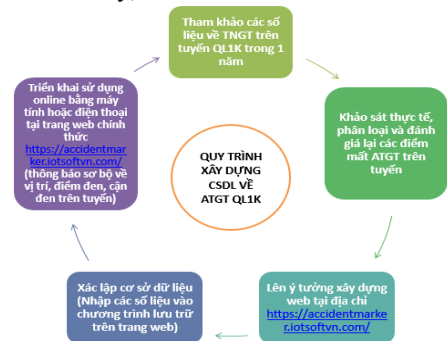 Tham khảo các số
liệu về TNGT trên
tuyến QL1K trong 1
năm
Khảo sát thực tế,
phân loại và đánh
giá lại các điểm
mất ATGT trên
tuyến
Lên ý tưởng xây dựng
web tại địa chỉ
https://accidentmarke
r.iotsoftvn.com/
Xác lập cơ sở dữ liệu
(Nhập các số liệu vào
chương trình lưu trữ
trên trang web)
Triển khai sử dụng
online bằng máy
tính hoặc điện thoại
tại trang web chính
thức
https://accidentmar
ker.iotsoftvn.com/
(thông báo sơ bộ về
vị trí, điểm đen, cận
đen trên tuyến)
QUY TRÌNH
XÂY DỰNG
CSDL VỀ
ATGT QL1K